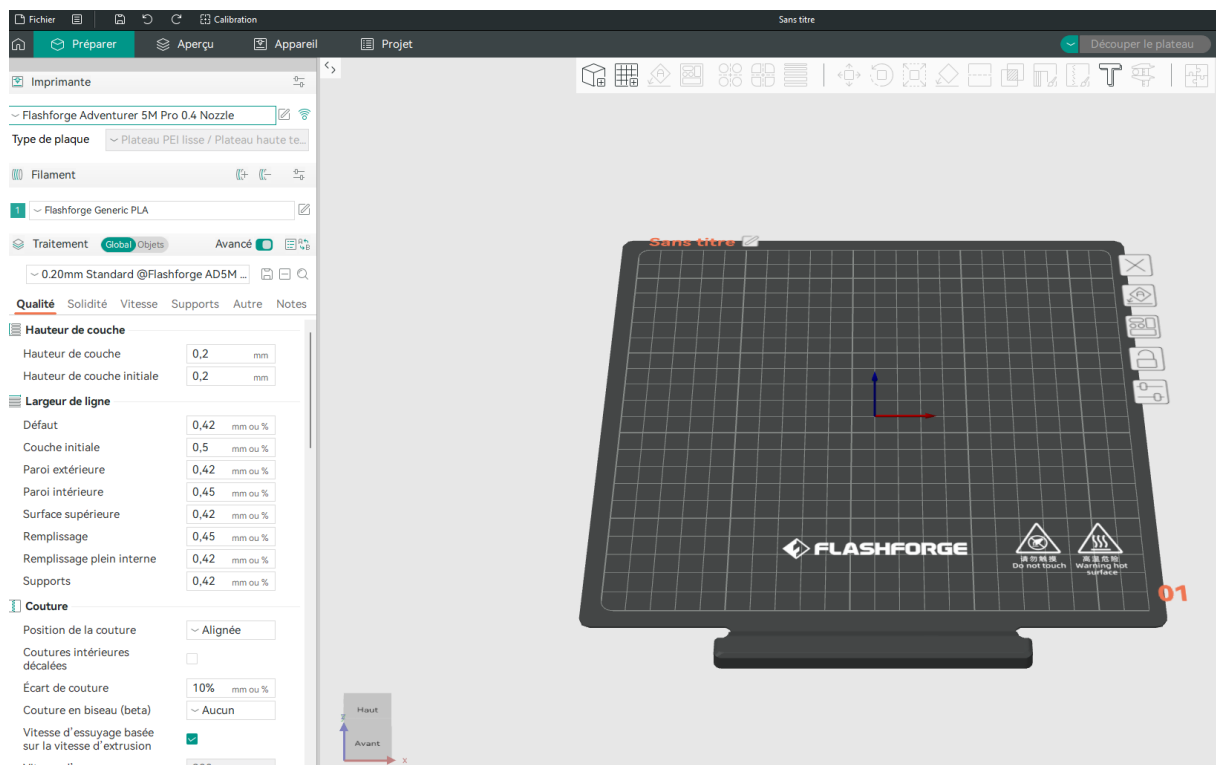 Fichier
Calibration
Sans titre
Préparer
Aperçu
Appareil
Projet
Découper le plateau
Imprimante
Flashforge Adventurer 5M Pro 0.4 Nozzle
Type de plaque
Plateau PEI lisse / Plateau haute te...
Filament
1
Flashforge Generic PLA
Traitement
Global
Objets
Avancé
0.20mm Standard @Flashforge AD5M ...
Qualité
Solidité
Vitesse
Supports
Autre
Notes
Hauteur de couche
Hauteur de couche
0,2 mm
Hauteur de couche initiale
0,2 mm
Largeur de ligne
Défaut
0,42 mm ou %
Couche initiale
0,5 mm ou %
Paroi extérieure
0,42 mm ou %
Paroi intérieure
0,45 mm ou %
Surface supérieure
0,42 mm ou %
Remplissage
0,45 mm ou %
Remplissage plein interne
0,42 mm ou %
Supports
0,42 mm ou %
Couture
Position de la couture
Alignée
Coutures intérieures
décalées
Écart de couture
10% mm ou %
Couture en biseau (beta)
Aucun
Vitesse d'essuyage basée
sur la vitesse d'extrusion
Sans titre
FLASHFORGE
请勿触摸
Do not touch
高温危险
Warning hot
surface
01
Haut
Avant
z
x